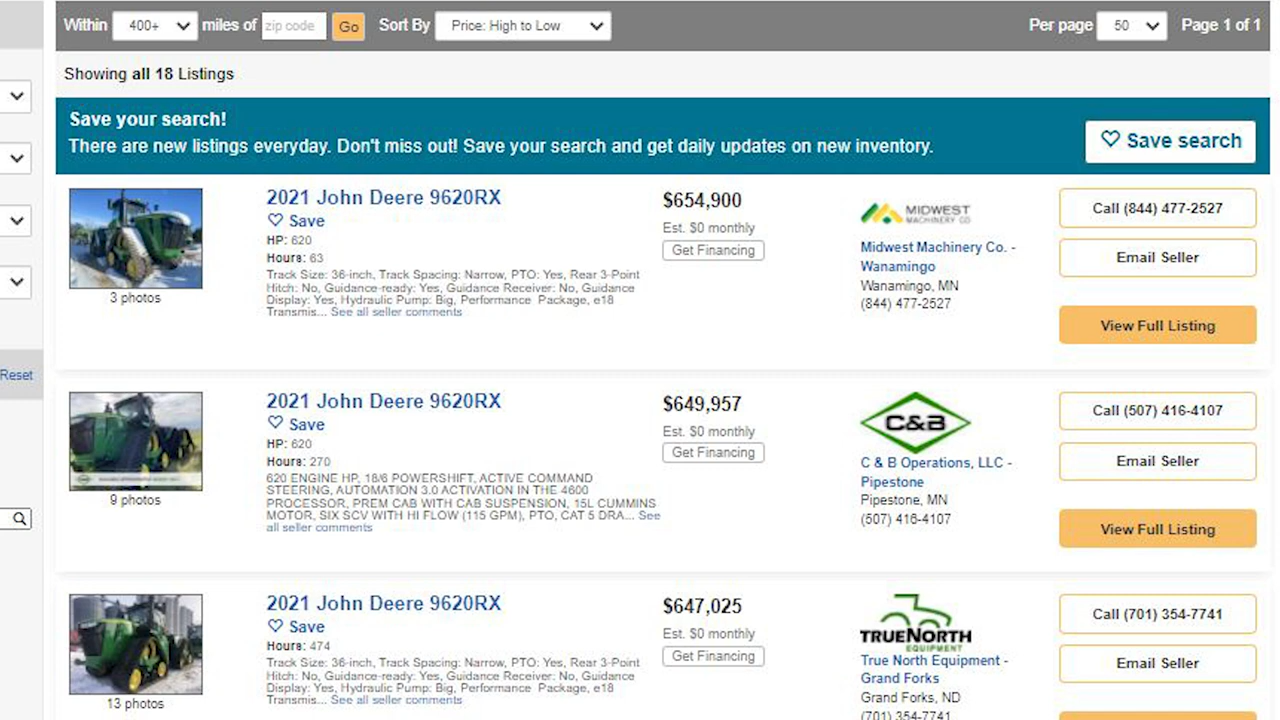 Within 400+ miles of zip code Go Sort By Price: High to Low Per page 50 Page 1 of 1
Showing all 18 Listings
Save your search!
There are new listings everyday. Don't miss out! Save your search and get daily updates on new inventory.
Save search
Reset
2021 John Deere 9620RX
Save
HP: 620
Hours: 63
Track Size: 36-inch, Track Spacing: Narrow, PTO: Yes, Rear 3-Point
Hitch: No, Guidance-ready: Yes, Guidance Receiver: No, Guidance
Display: Yes, Hydraulic Pump: Big, Performance Package, e18
Transmis... See all seller comments
3 photos
$654,900
Est. $0 monthly
Get Financing
MIDWEST
MACHINERY CO
Midwest Machinery Co. -
Wanamingo
Wanamingo, MN
(844) 477-2527
Call (844) 477-2527
Email Seller
View Full Listing
2021 John Deere 9620RX
Save
HP: 620
Hours: 270
620 ENGINE HP, 18/6 POWERSHIFT, ACTIVE COMMAND
STEERING, AUTOMATION 3.0 ACTIVATION IN THE 4600
PROCESSOR, PREM CAB WITH CAB SUSPENSION, 15L CUMMINS
MOTOR, SIX SCV WITH HI FLOW (115 GPM), PTO, CAT 5 DRA... See
all seller comments
9 photos
$649,957
Est. $0 monthly
Get Financing
C&B
C & B Operations, LLC -
Pipestone
Pipestone, MN
(507) 416-4107
Call (507) 416-4107
Email Seller
View Full Listing
2021 John Deere 9620RX
Save
Hours: 474
Track Size: 36-inch, Track Spacing: Narrow, PTO: Yes, Rear 3-Point
Hitch: No, Guidance-ready: Yes, Guidance Receiver: No, Guidance
Display: Yes, Hydraulic Pump: Big, Performance Package, e18
Transmis... See all seller comments
13 photos
$647,025
Est. $0 monthly
Get Financing
TRUENORTH
EQUIPMENT
True North Equipment -
Grand Forks
Grand Forks, ND
(701) 354-7741
Call (701) 354-7741
Email Seller